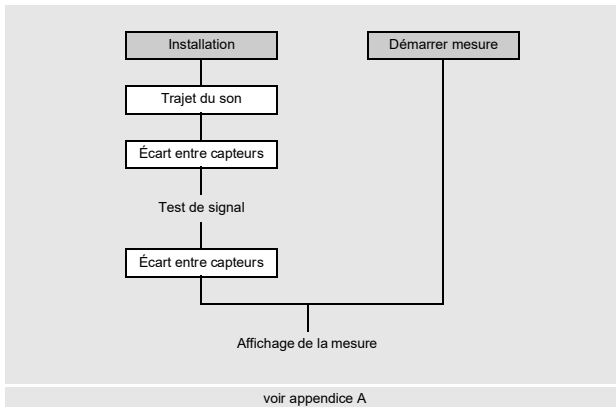 Installation
Démarrer mesure
Trajet du son
Écart entre capteurs
Test de signal
Écart entre capteurs
Affichage de la mesure
voir appendice A